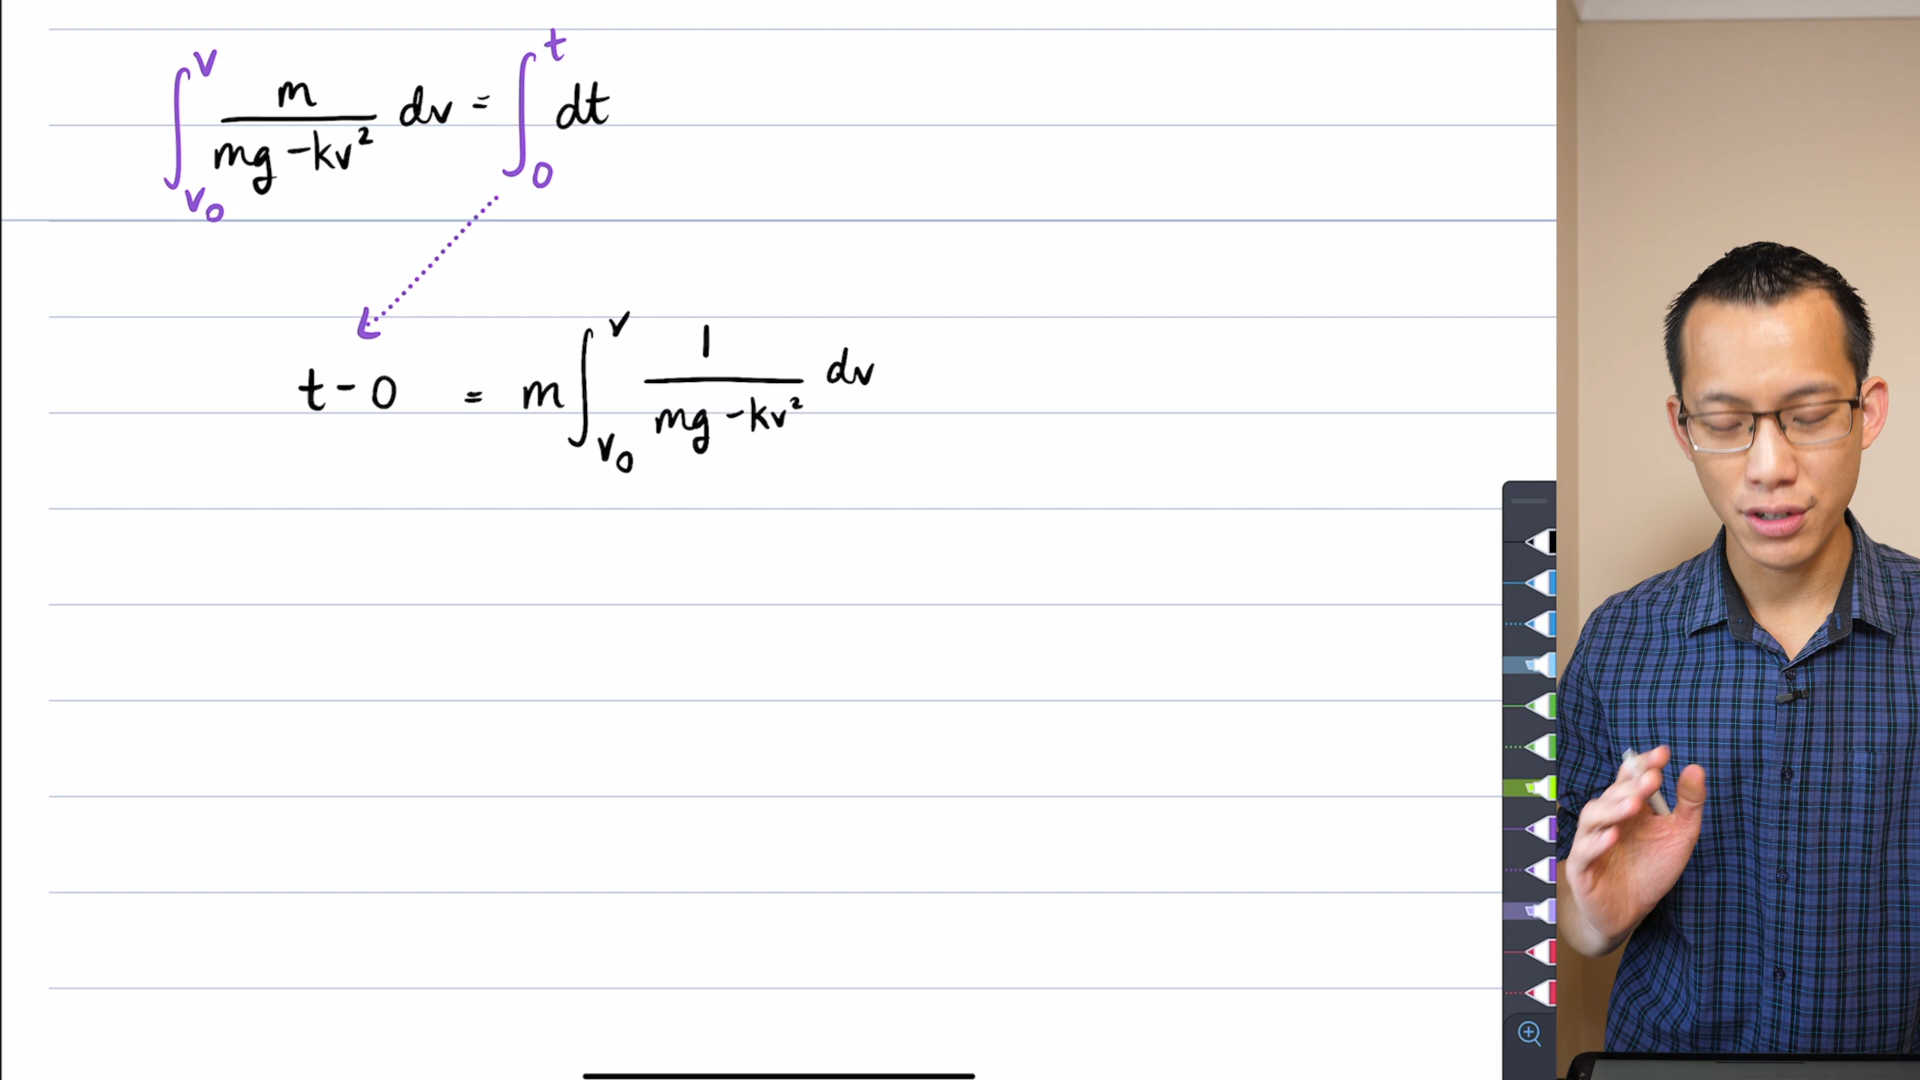 ∫_{v₀}^{v} m/(mg - kv²) dv = ∫_{0}^{t} dt
t - 0 = m ∫_{v₀}^{v} 1/(mg - kv²) dv